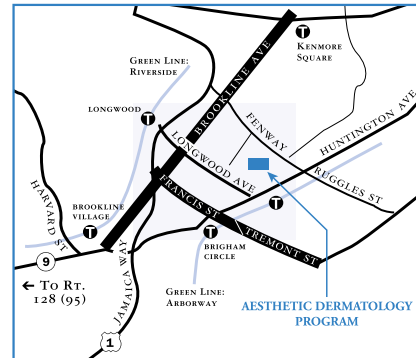 T
KENMORE
SQUARE
GREEN LINE:
RIVERSIDE
BROOKLINE AVE
LONGWOOD
T
FENWAY
HUNTINGTON AVE
LONGWOOD AVE
RUGGLES ST
HARVARD ST
FRANCIS ST
BROOKLINE
VILLAGE
T
T
T
TREMONT ST
BRIGHAM
CIRCLE
9
← TO RT.
128 (95)
JAMAICA WAY
GREEN LINE:
ARBORWAY
AESTHETIC DERMATOLOGY
PROGRAM
1